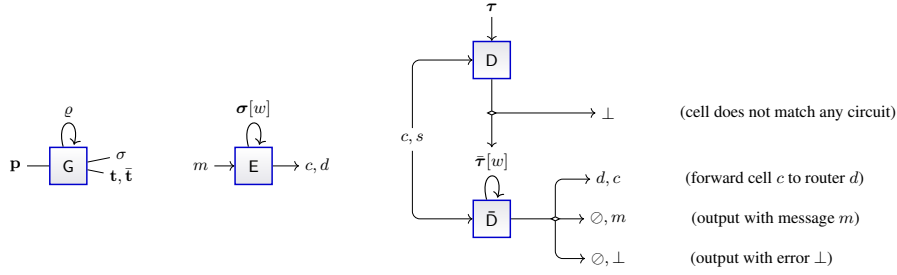 τ
D
⊥ (cell does not match any circuit)
ϱ
σ[w]
c, s
p G σ
t, t̄
m E c, d
τ̄[w]
d, c (forward cell c to router d)
D̄
⊘, m (output with message m)
⊘, ⊥ (output with error ⊥)